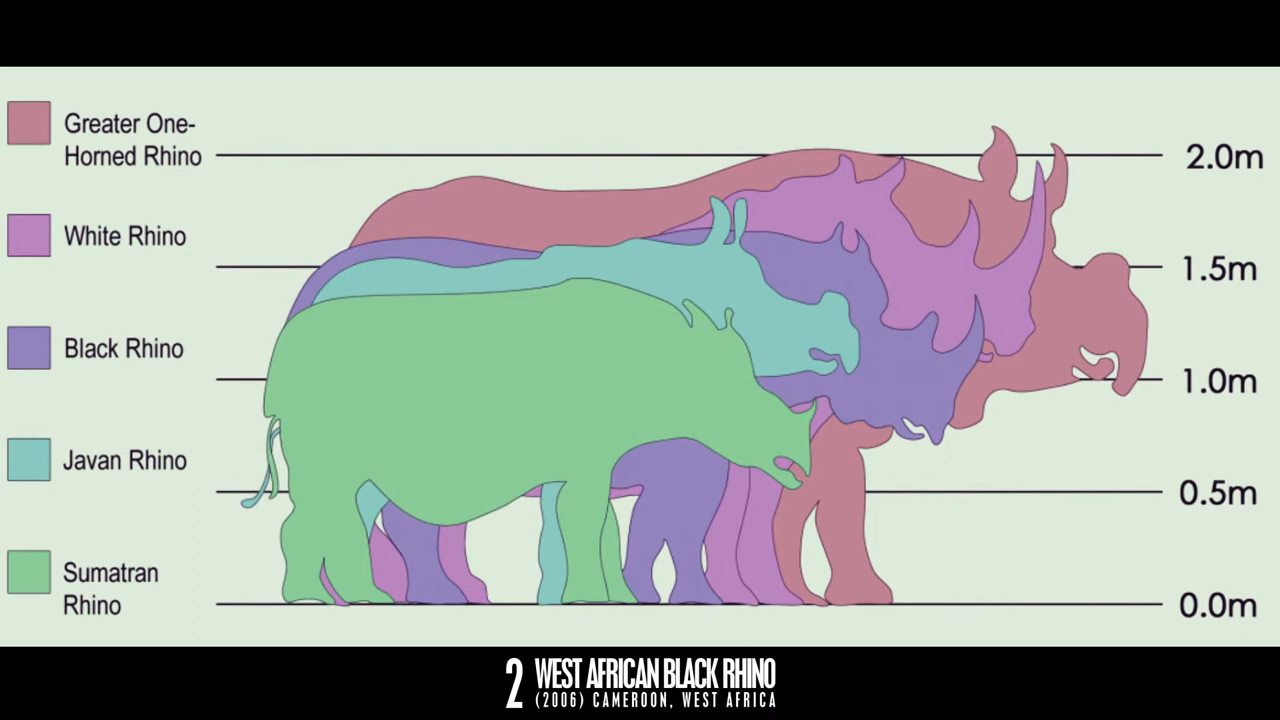 Greater One-
Horned Rhino
2.0m
White Rhino
1.5m
Black Rhino
1.0m
Javan Rhino
0.5m
Sumatran
Rhino
0.0m
2 WEST AFRICAN BLACK RHINO
(2006) CAMEROON, WEST AFRICA